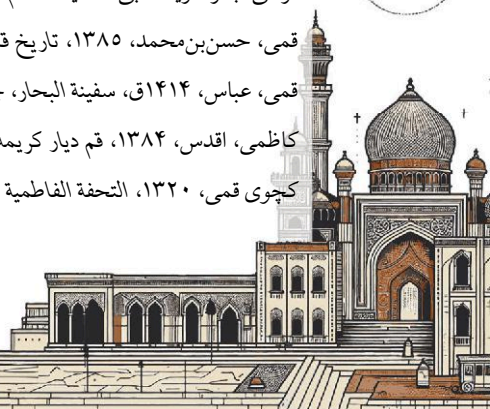 قمی، حسن‌بن‌محمد، ۱۳۸۵، تاریخ
قمی، عباس، ۱۴۱۴ق، سفینة البحار،
کاظمی، اقدس، ۱۳۸۴، قم دیار کریمه
کچوی قمی، ۱۳۲۰، التحفة الفاطمیة